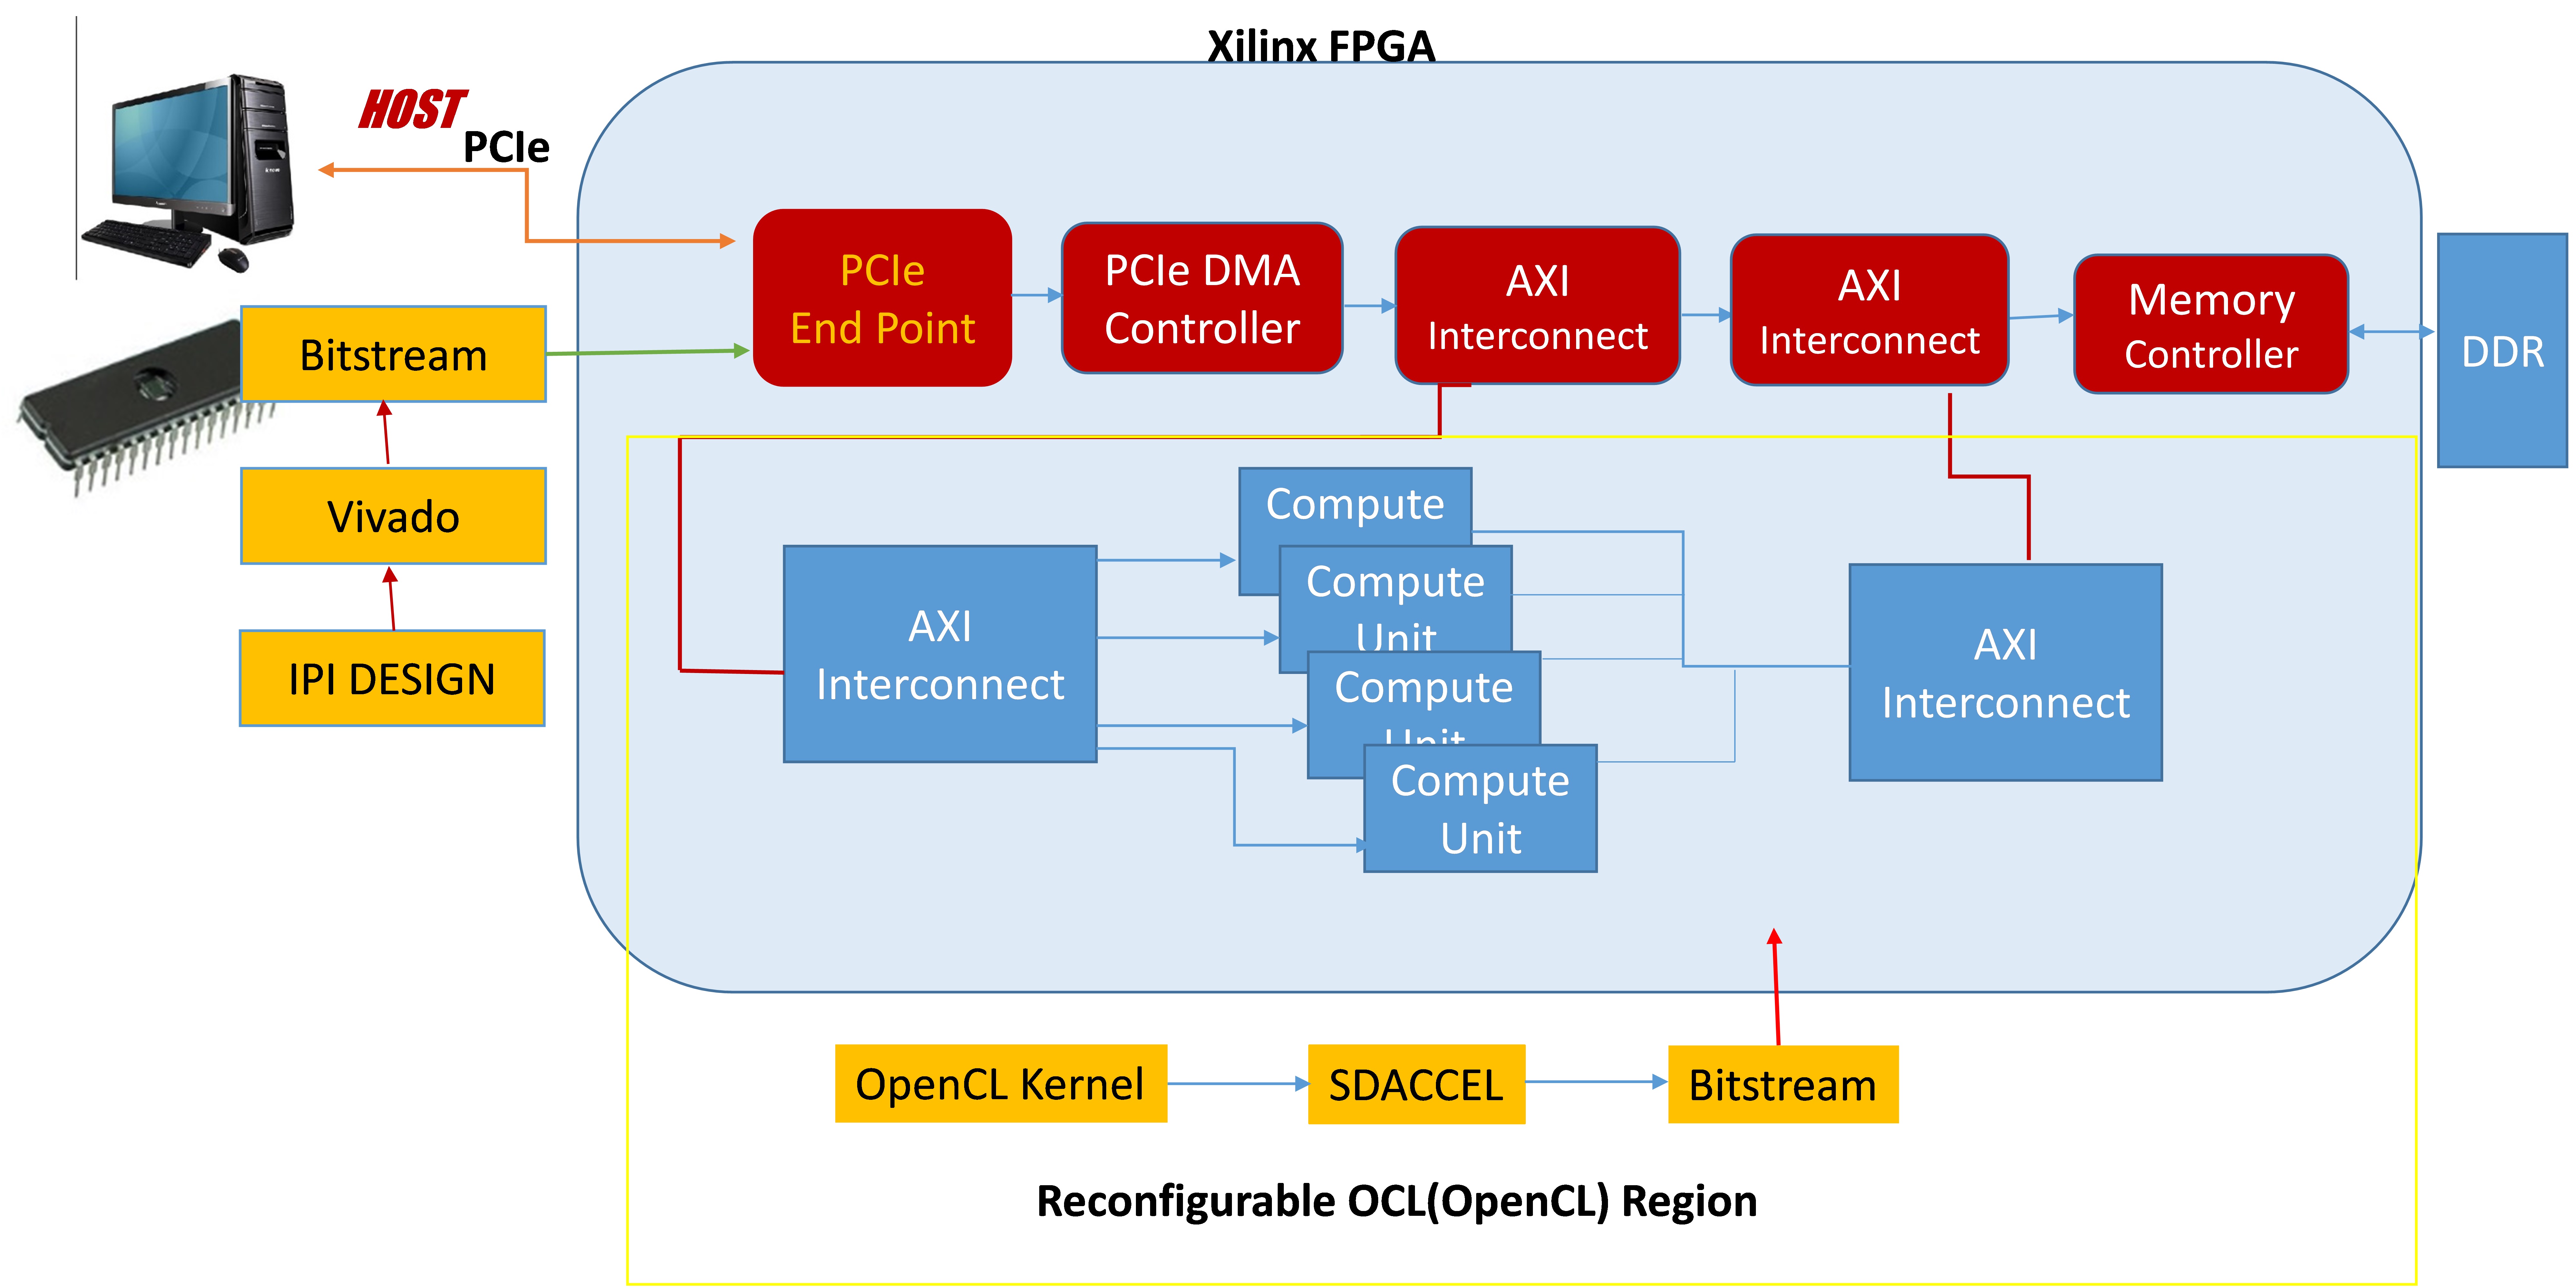 Xilinx FPGA
HOST
PCIe
PCIe
End Point
PCIe DMA
Controller
AXI
Interconnect
AXI
Interconnect
Memory
Controller
DDR
Bitstream
Vivado
IPI DESIGN
AXI
Interconnect
Compute
Compute
Unit
Compute
Unit
Compute
Unit
AXI
Interconnect
OpenCL Kernel
SDACCEL
Bitstream
Reconfigurable OCL(OpenCL) Region